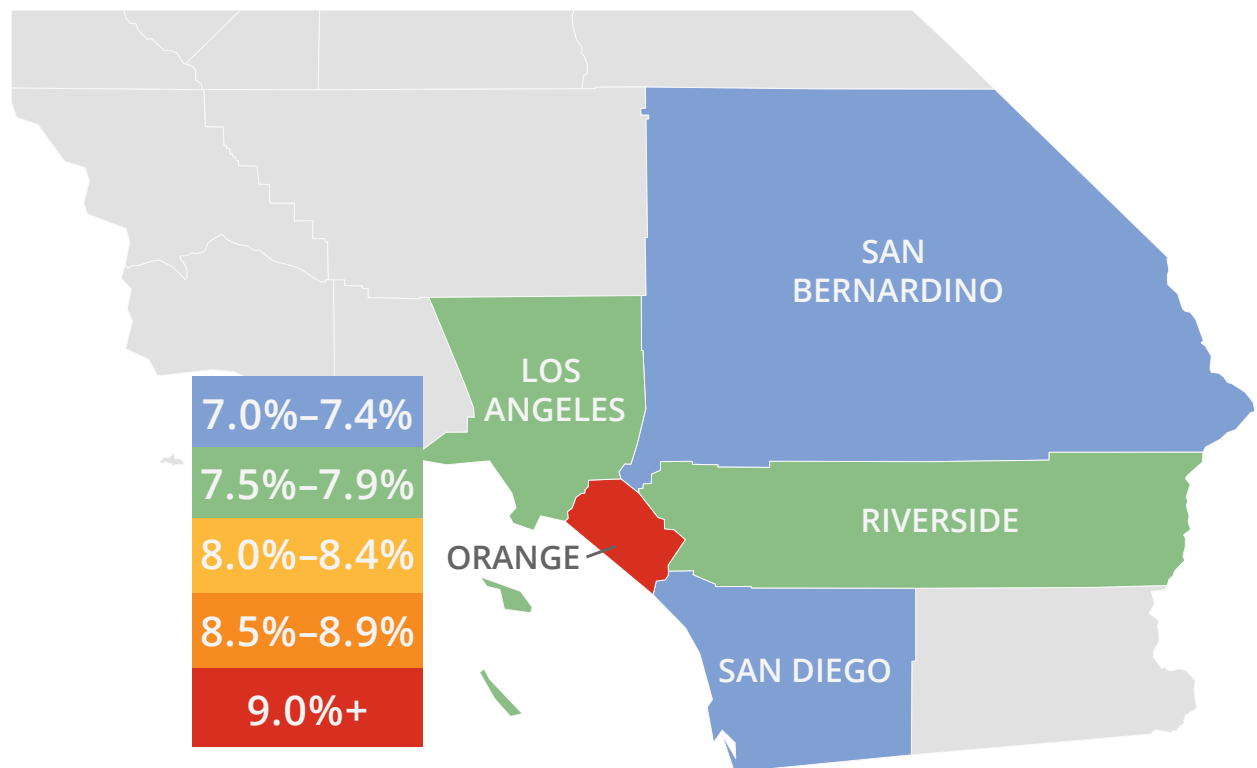 SAN
BERNARDINO
LOS
ANGELES
7.0%–7.4%
7.5%–7.9%
8.0%–8.4%
8.5%–8.9%
9.0%+
ORANGE
RIVERSIDE
SAN DIEGO